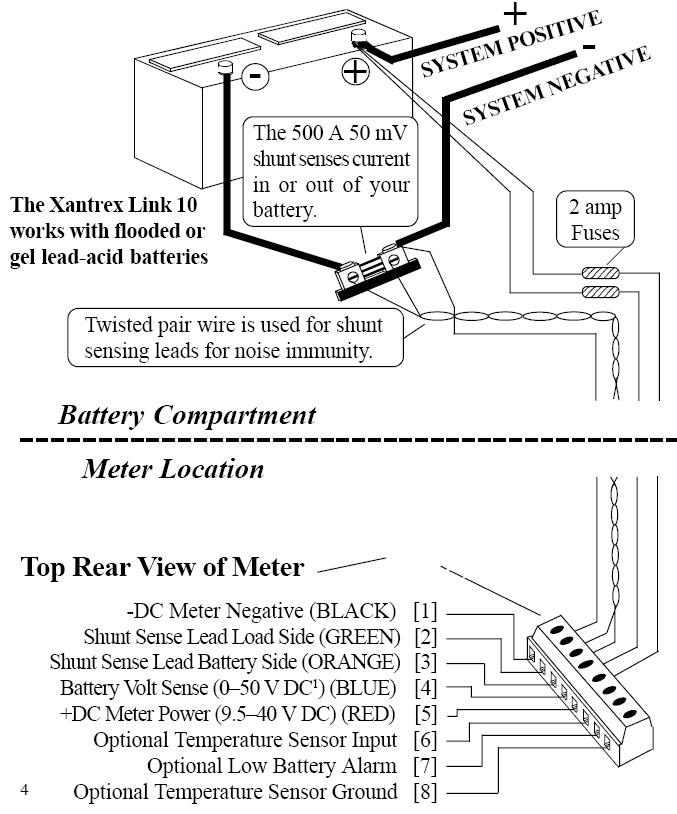 +
SYSTEM POSITIVE
-
SYSTEM NEGATIVE
-
+
The 500 A 50 mV
shunt senses current
in or out of your
battery.
The Xantrex Link 10
works with flooded or
gel lead-acid batteries
2 amp
Fuses
Twisted pair wire is used for shunt
sensing leads for noise immunity.
Battery Compartment
Meter Location
Top Rear View of Meter
-DC Meter Negative (BLACK) [1]
Shunt Sense Lead Load Side (GREEN) [2]
Shunt Sense Lead Battery Side (ORANGE) [3]
Battery Volt Sense (0–50 V DC¹) (BLUE) [4]
+DC Meter Power (9.5–40 V DC) (RED) [5]
Optional Temperature Sensor Input [6]
Optional Low Battery Alarm [7]
Optional Temperature Sensor Ground [8]
4